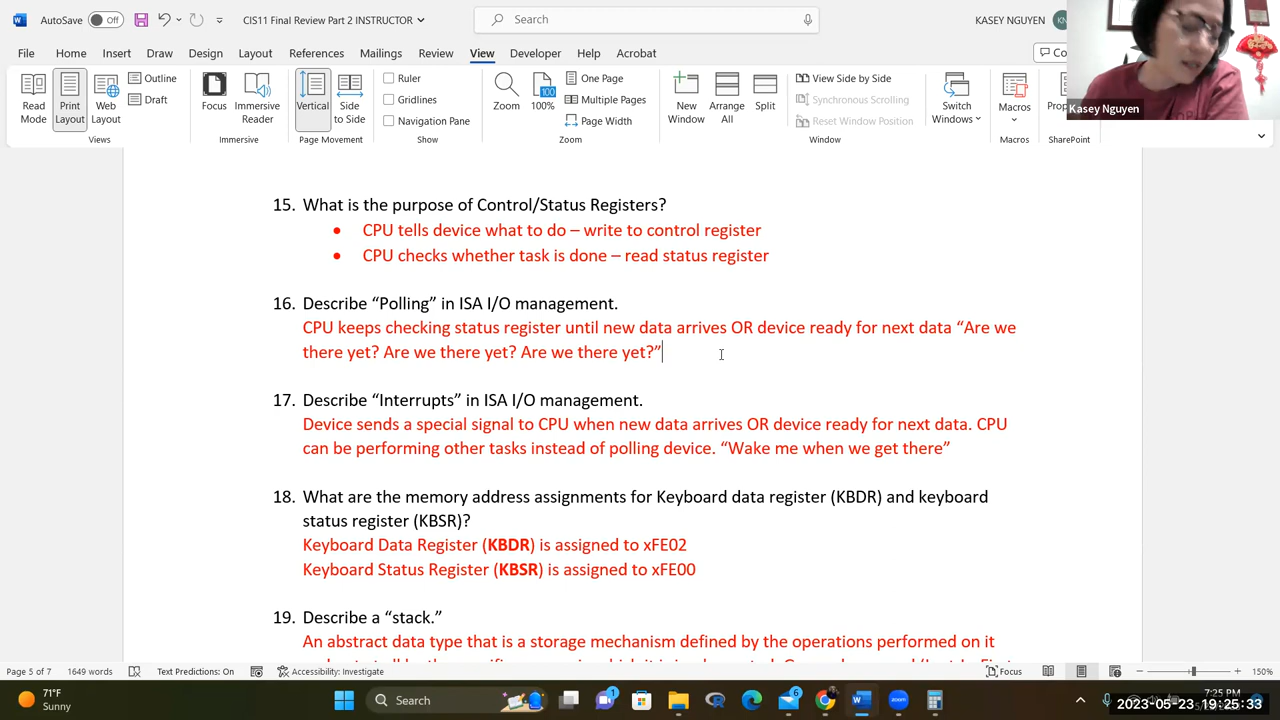 AutoSave Off CIS11 Final Review Part 2 INSTRUCTOR Search KASEY NGUYEN
File Home Insert Draw Design Layout References Mailings Review View Developer Help Acrobat
Read Mode Print Layout Web Layout Outline Draft Focus Immersive Reader Vertical Side to Side Ruler Gridlines Navigation Pane Zoom 100% One Page Multiple Pages Page Width New Window Arrange All Split View Side by Side Synchronous Scrolling Reset Window Position Switch Windows Macros
Views Immersive Page Movement Show Zoom Window Macros SharePoint
Kasey Nguyen
15. What is the purpose of Control/Status Registers?
• CPU tells device what to do – write to control register
• CPU checks whether task is done – read status register
16. Describe “Polling” in ISA I/O management.
CPU keeps checking status register until new data arrives OR device ready for next data “Are we
there yet? Are we there yet? Are we there yet?”
17. Describe “Interrupts” in ISA I/O management.
Device sends a special signal to CPU when new data arrives OR device ready for next data. CPU
can be performing other tasks instead of polling device. “Wake me when we get there”
18. What are the memory address assignments for Keyboard data register (KBDR) and keyboard
status register (KBSR)?
Keyboard Data Register (KBDR) is assigned to xFE02
Keyboard Status Register (KBSR) is assigned to xFE00
19. Describe a “stack.”
An abstract data type that is a storage mechanism defined by the operations performed on it
Page 5 of 7 1649 words Text Predictions: On Accessibility: Investigate Focus 150%
71°F
Sunny
Search
7:25 PM
2023-05-23 19:25:33